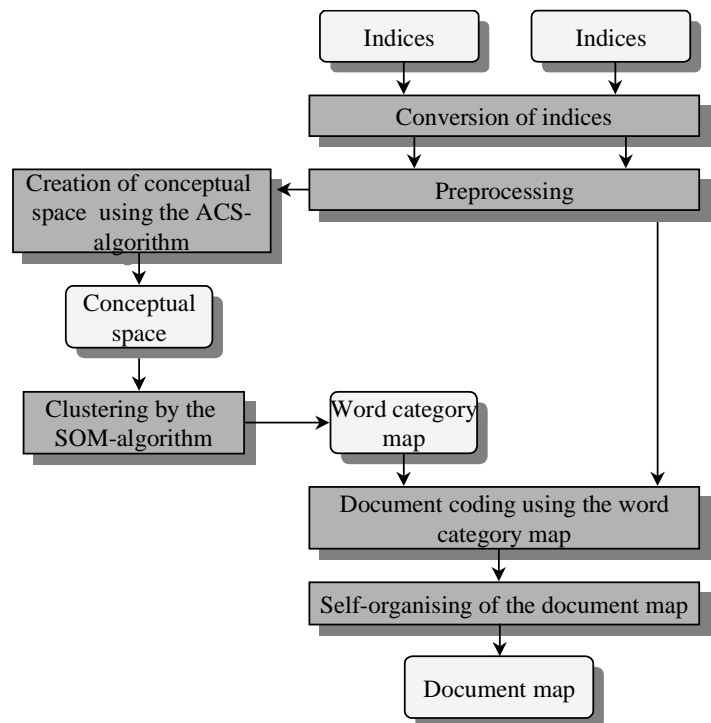 Indices
Indices
Conversion of indices
Preprocessing
Creation of conceptual
space using the ACS-
algorithm
Conceptual
space
Clustering by the
SOM-algorithm
Word category
map
Document coding using the word
category map
Self-organising of the document map
Document map